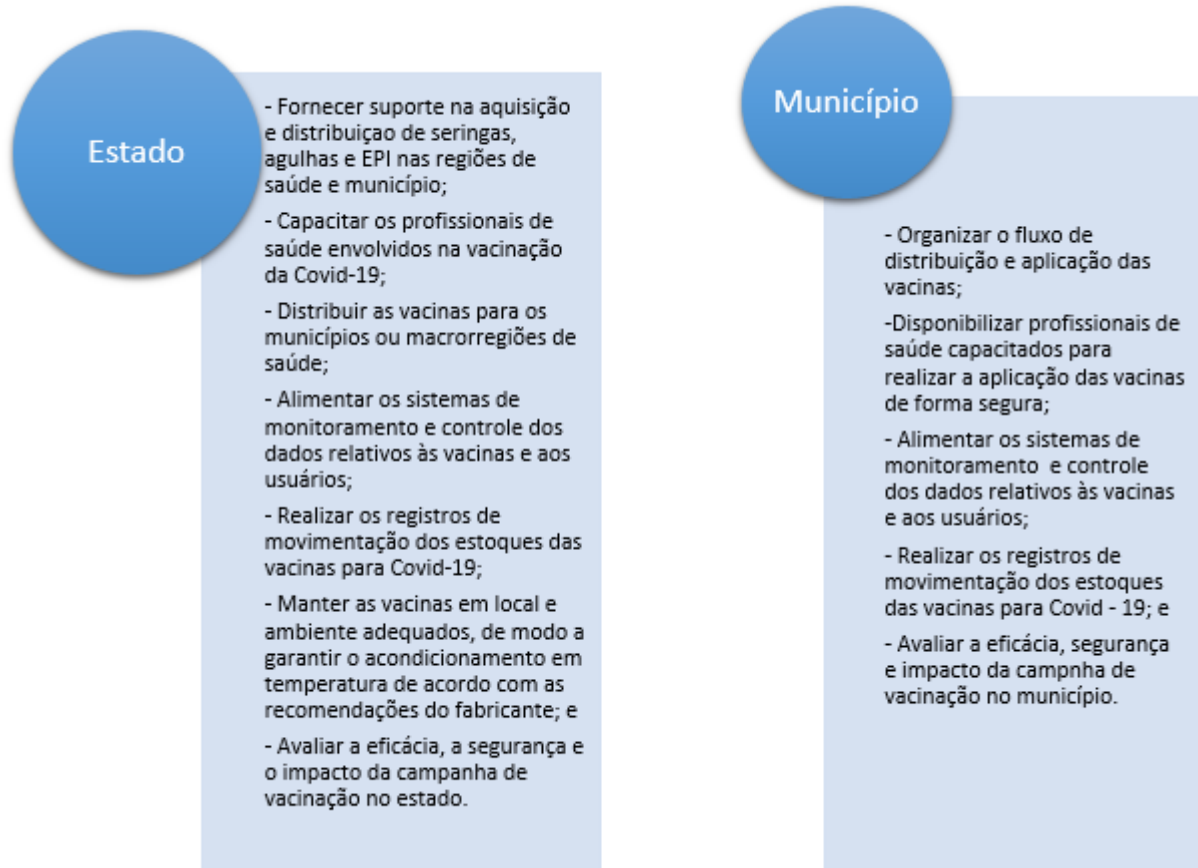 Estado
- Fornecer suporte na aquisição
e distribuiçao de seringas,
agulhas e EPI nas regiões de
saúde e município;
- Capacitar os profissionais de
saúde envolvidos na vacinação
da Covid-19;
- Distribuir as vacinas para os
municípios ou macrorregiões de
saúde;
- Alimentar os sistemas de
monitoramento e controle dos
dados relativos às vacinas e aos
usuários;
- Realizar os registros de
movimentação dos estoques das
vacinas para Covid-19;
- Manter as vacinas em local e
ambiente adequados, de modo a
garantir o acondicionamento em
temperatura de acordo com as
recomendações do fabricante; e
- Avaliar a eficácia, a segurança e
o impacto da campanha de
vacinação no estado.
Município
- Organizar o fluxo de
distribuição e aplicação das
vacinas;
-Disponibilizar profissionais de
saúde capacitados para
realizar a aplicação das vacinas
de forma segura;
- Alimentar os sistemas de
monitoramento  e controle
dos dados relativos às vacinas
e aos usuários;
- Realizar os registros de
movimentação dos estoques
das vacinas para Covid - 19; e
- Avaliar a eficácia, segurança
e impacto da campnha de
vacinação no município.